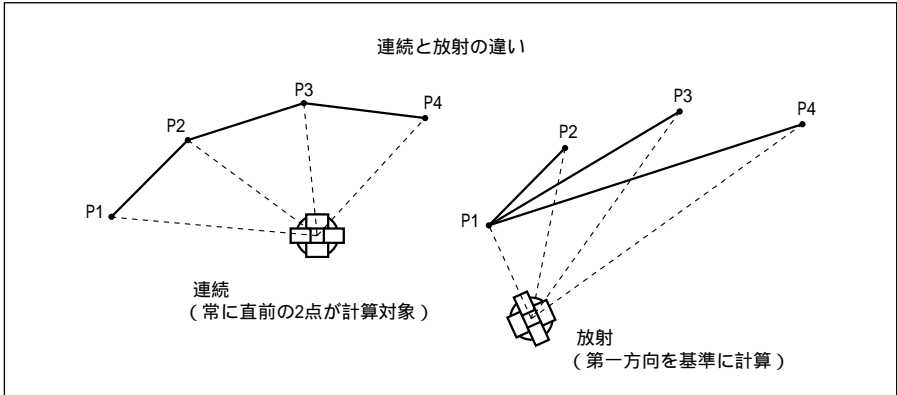 連続と放射の違い
P1
P2
P3
P4
連続
（常に直前の2点が計算対象）
P1
P2
P3
P4
放射
（第一方向を基準に計算）